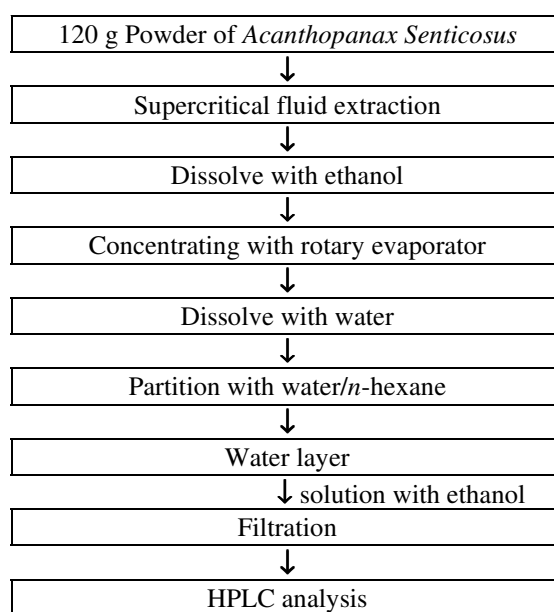 120 g Powder of Acanthopanax Senticosus
Supercritical fluid extraction
Dissolve with ethanol
Concentrating with rotary evaporator
Dissolve with water
Partition with water/n-hexane
Water layer
solution with ethanol
Filtration
HPLC analysis